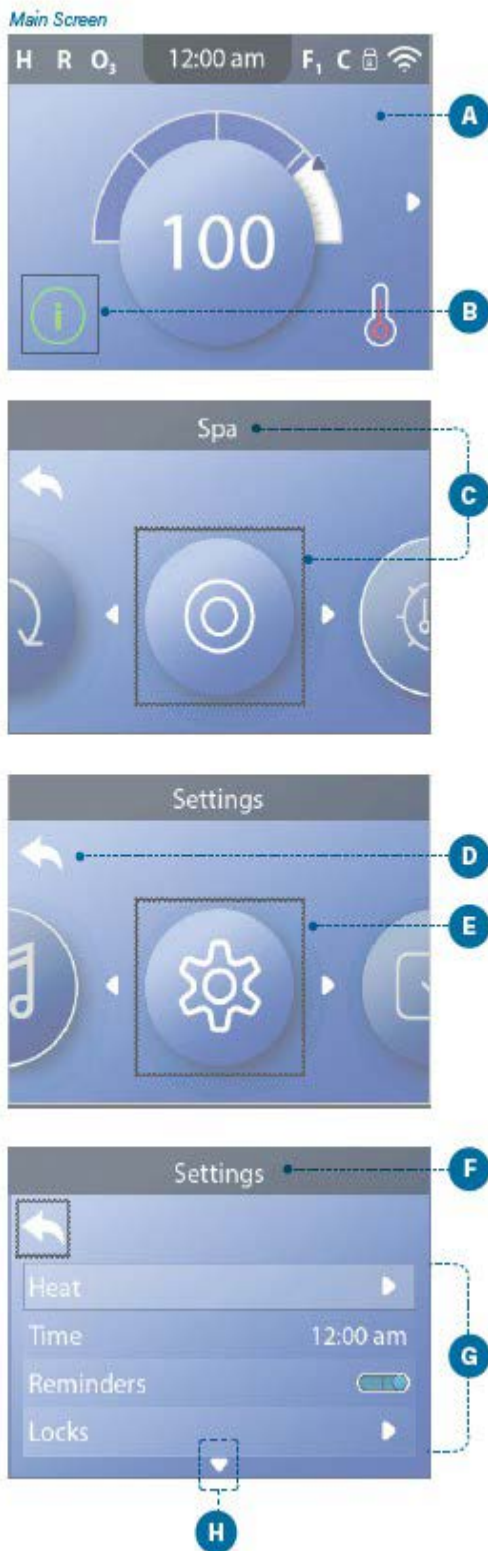 Main Screen
H R O₃ 12:00 am F₁ C
A
100
i
B
Spa
C
Settings
D
E
Settings
F
Heat
Time 12:00 am
G
Reminders
Locks
H